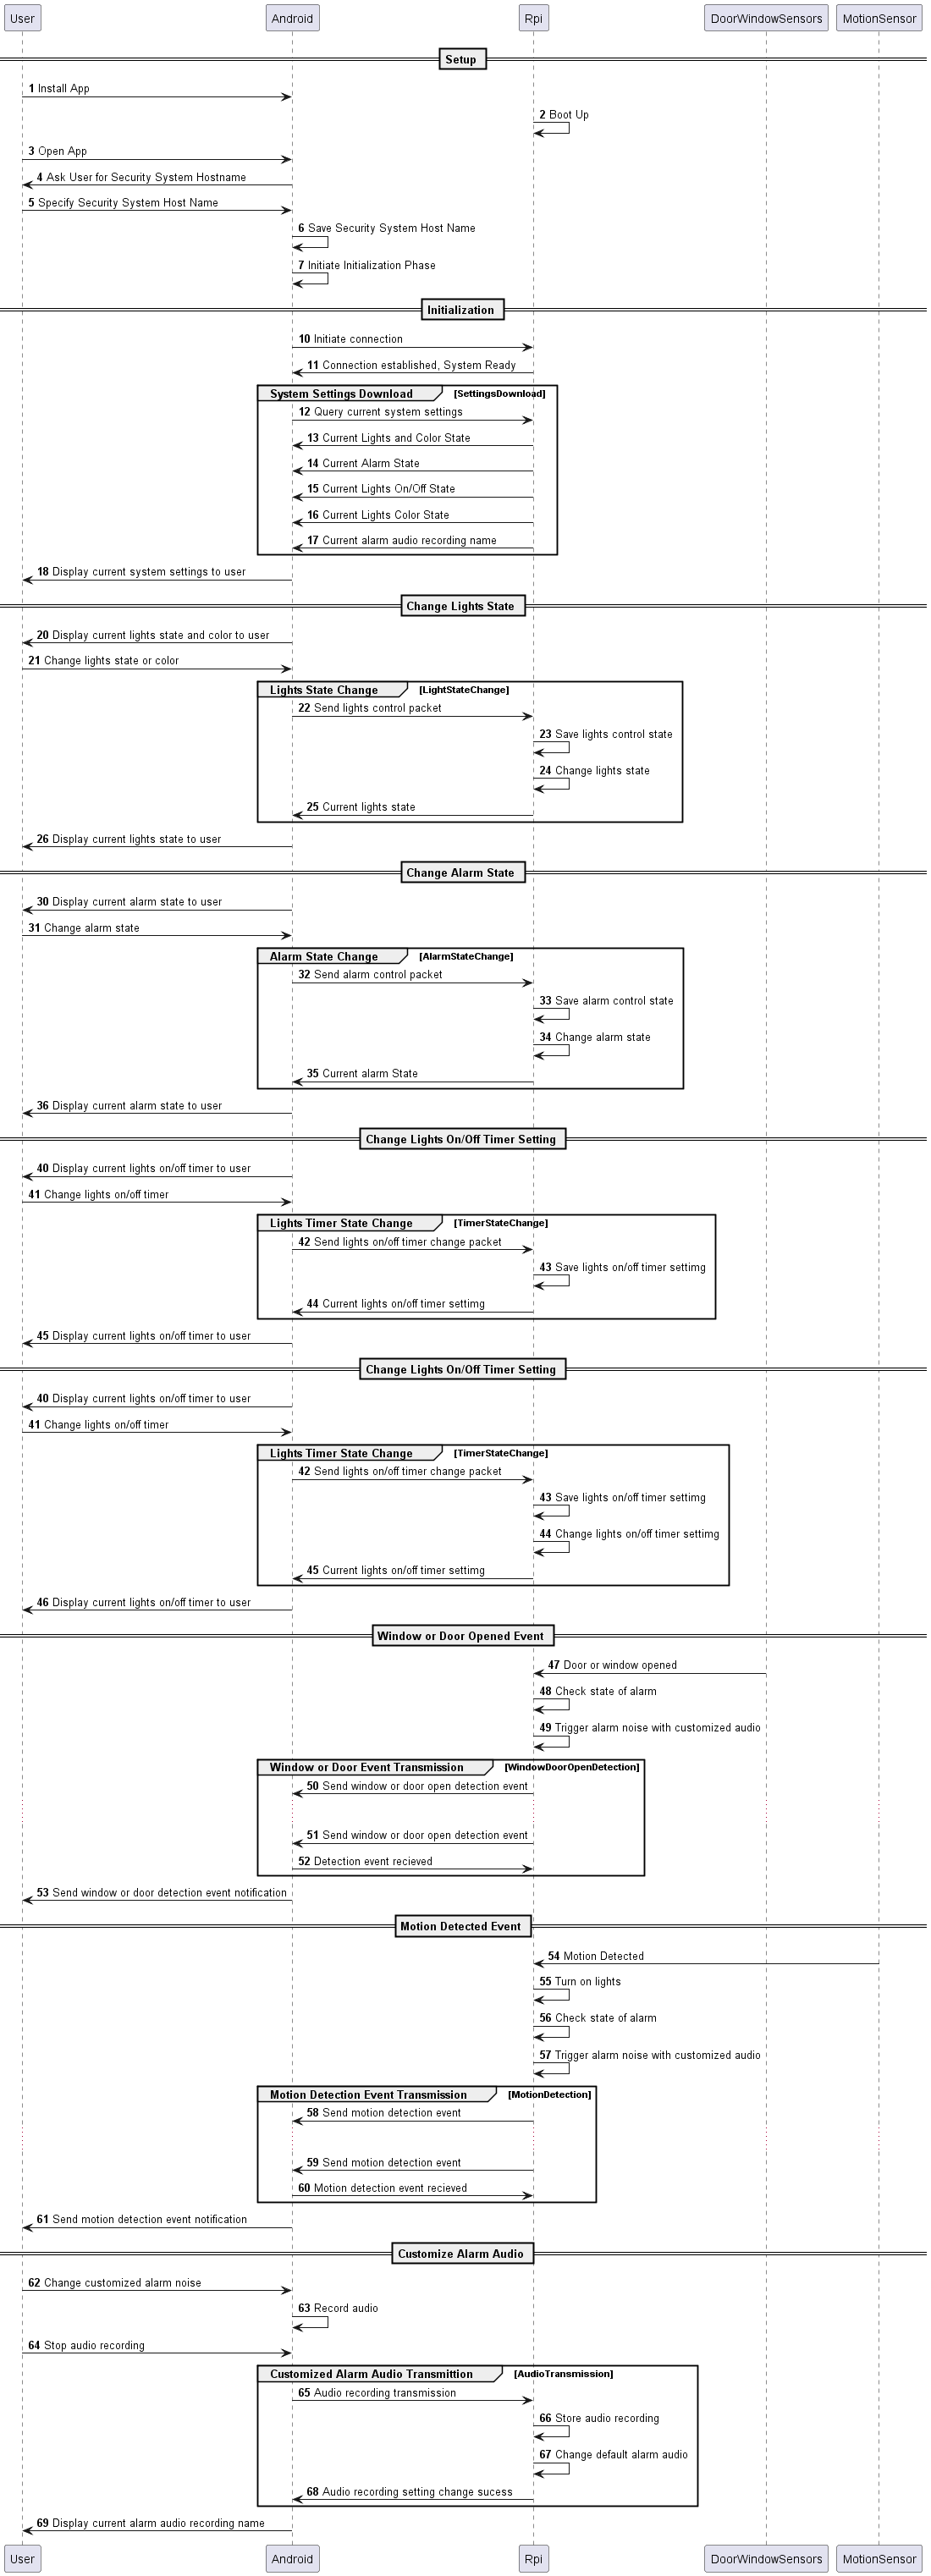 User Android Rpi DoorWindowSensors MotionSensor
Setup
1 Install App
2 Boot Up
3 Open App
4 Ask User for Security System Hostname
5 Specify Security System Host Name
6 Save Security System Host Name
7 Initiate Initialization Phase
Initialization
10 Initiate connection
11 Connection established, System Ready
System Settings Download [SettingsDownload]
12 Query current system settings
13 Current Lights and Color State
14 Current Alarm State
15 Current Lights On/Off State
16 Current Lights Color State
17 Current alarm audio recording name
18 Display current system settings to user
Change Lights State
20 Display current lights state and color to user
21 Change lights state or color
Lights State Change [LightStateChange]
22 Send lights control packet
23 Save lights control state
24 Change lights state
25 Current lights state
26 Display current lights state to user
Change Alarm State
30 Display current alarm state to user
31 Change alarm state
Alarm State Change [AlarmStateChange]
32 Send alarm control packet
33 Save alarm control state
34 Change alarm state
35 Current alarm State
36 Display current alarm state to user
Change Lights On/Off Timer Setting
40 Display current lights on/off timer to user
41 Change lights on/off timer
Lights Timer State Change [TimerStateChange]
42 Send lights on/off timer change packet
43 Save lights on/off timer settimg
44 Current lights on/off timer settimg
45 Display current lights on/off timer to user
Change Lights On/Off Timer Setting
40 Display current lights on/off timer to user
41 Change lights on/off timer
Lights Timer State Change [TimerStateChange]
42 Send lights on/off timer change packet
43 Save lights on/off timer settimg
44 Change lights on/off timer settimg
45 Current lights on/off timer settimg
46 Display current lights on/off timer to user
Window or Door Opened Event
47 Door or window opened
48 Check state of alarm
49 Trigger alarm noise with customized audio
Window or Door Event Transmission [WindowDoorOpenDetection]
50 Send window or door open detection event
51 Send window or door open detection event
52 Detection event recieved
53 Send window or door detection event notification
Motion Detected Event
54 Motion Detected
55 Turn on lights
56 Check state of alarm
57 Trigger alarm noise with customized audio
Motion Detection Event Transmission [MotionDetection]
58 Send motion detection event
59 Send motion detection event
60 Motion detection event recieved
61 Send motion detection event notification
Customize Alarm Audio
62 Change customized alarm noise
63 Record audio
64 Stop audio recording
Customized Alarm Audio Transmittion [AudioTransmission]
65 Audio recording transmission
66 Store audio recording
67 Change default alarm audio
68 Audio recording setting change sucess
69 Display current alarm audio recording name
User Android Rpi DoorWindowSensors MotionSensor